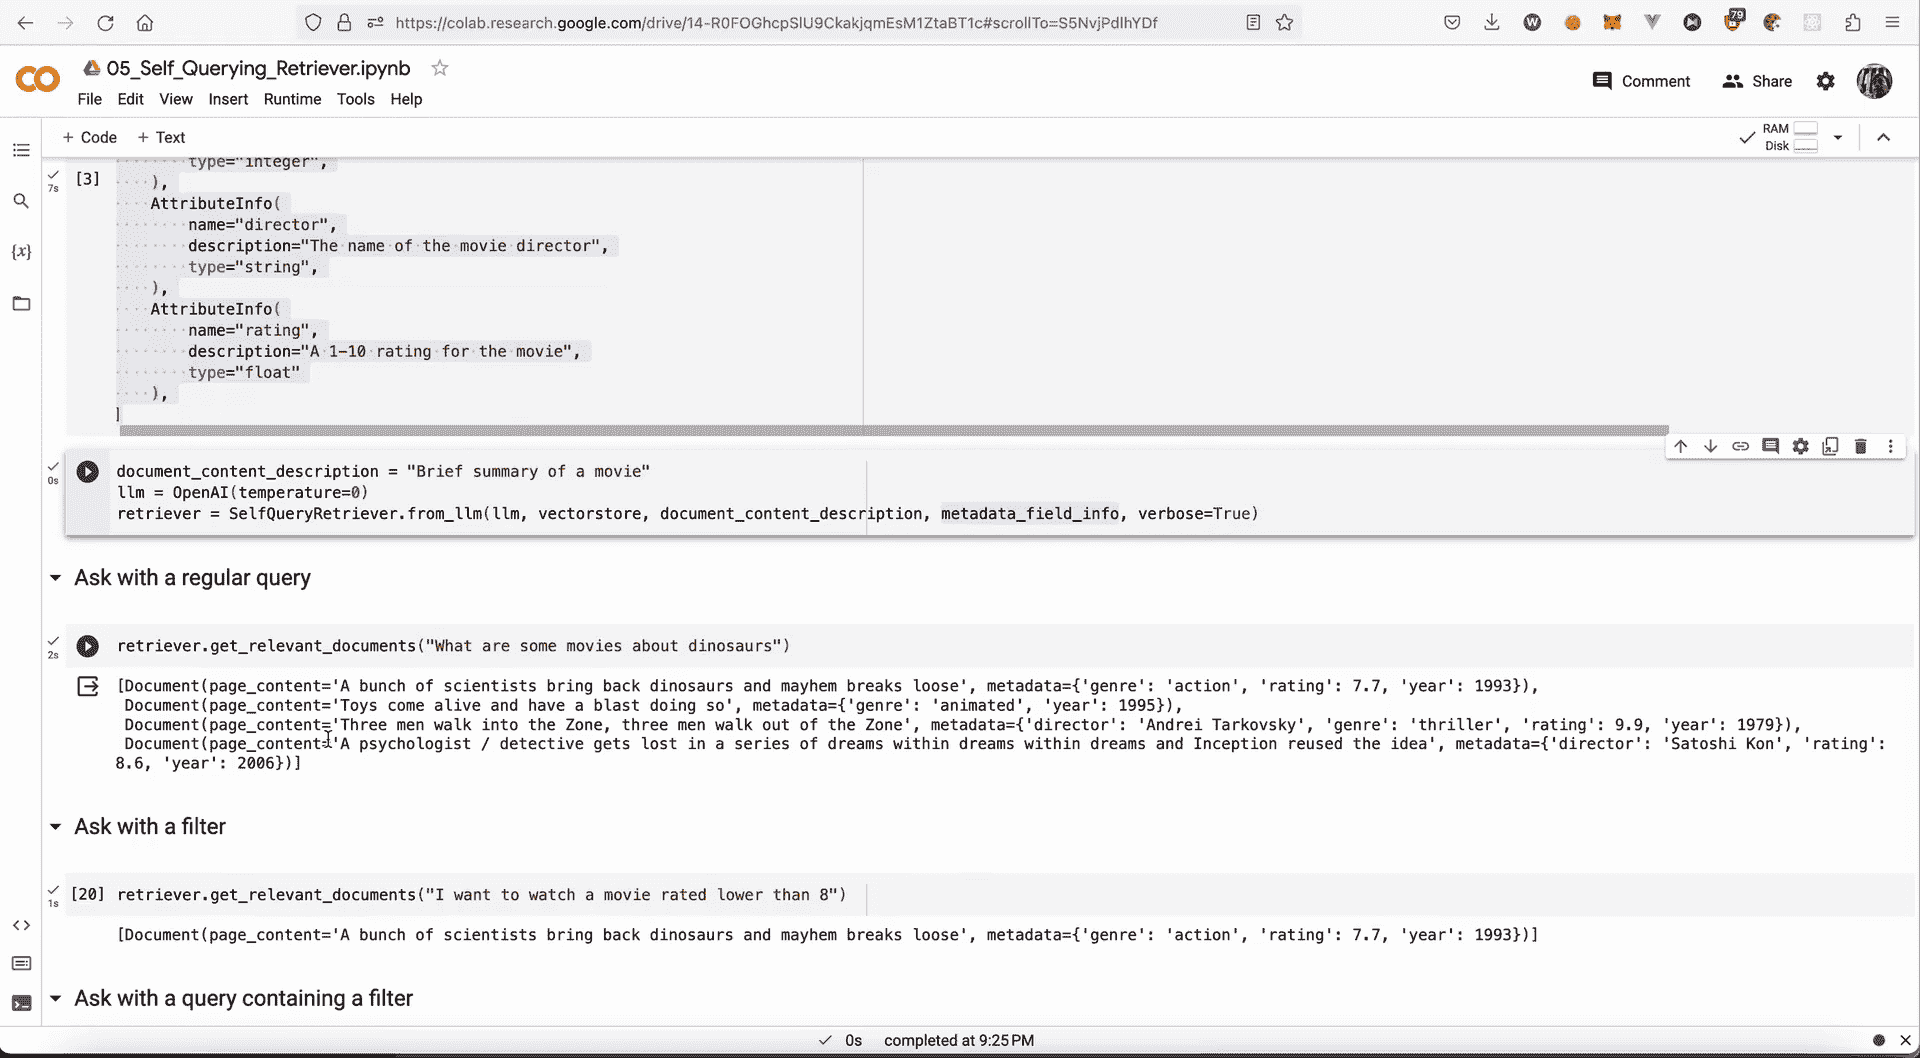 https://colab.research.google.com/drive/14-R0FOGhcpSlU9CkakjqmEsM1ZtaBT1c#scrollTo=S5NvjPdlhYDf
79
05_Self_Querying_Retriever.ipynb
Comment
Share
File Edit View Insert Runtime Tools Help
+ Code + Text
RAM
Disk
type="integer",
[3]
7s
),
AttributeInfo(
name="director",
description="The name of the movie director",
type="string",
),
AttributeInfo(
name="rating",
description="A 1-10 rating for the movie",
type="float"
),
]
0s
document_content_description = "Brief summary of a movie"
llm = OpenAI(temperature=0)
retriever = SelfQueryRetriever.from_llm(llm, vectorstore, document_content_description, metadata_field_info, verbose=True)
Ask with a regular query
2s
retriever.get_relevant_documents("What are some movies about dinosaurs")
[Document(page_content='A bunch of scientists bring back dinosaurs and mayhem breaks loose', metadata={'genre': 'action', 'rating': 7.7, 'year': 1993}),
Document(page_content='Toys come alive and have a blast doing so', metadata={'genre': 'animated', 'year': 1995}),
Document(page_content='Three men walk into the Zone, three men walk out of the Zone', metadata={'director': 'Andrei Tarkovsky', 'genre': 'thriller', 'rating': 9.9, 'year': 1979}),
Document(page_content='A psychologist / detective gets lost in a series of dreams within dreams within dreams and Inception reused the idea', metadata={'director': 'Satoshi Kon', 'rating':
8.6, 'year': 2006})]
Ask with a filter
1s
[20] retriever.get_relevant_documents("I want to watch a movie rated lower than 8")
[Document(page_content='A bunch of scientists bring back dinosaurs and mayhem breaks loose', metadata={'genre': 'action', 'rating': 7.7, 'year': 1993})]
Ask with a query containing a filter
0s completed at 9:25 PM